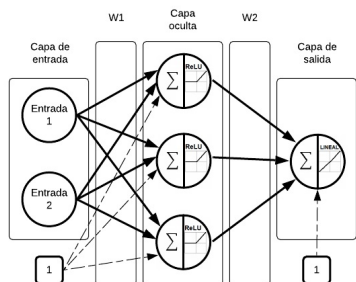 W1
Capa
oculta
W2
Capa de
entrada
Capa de
salida
Entrada
1
Entrada
2
∑
ReLU
∑
ReLU
∑
ReLU
∑
LINEAL
1
1